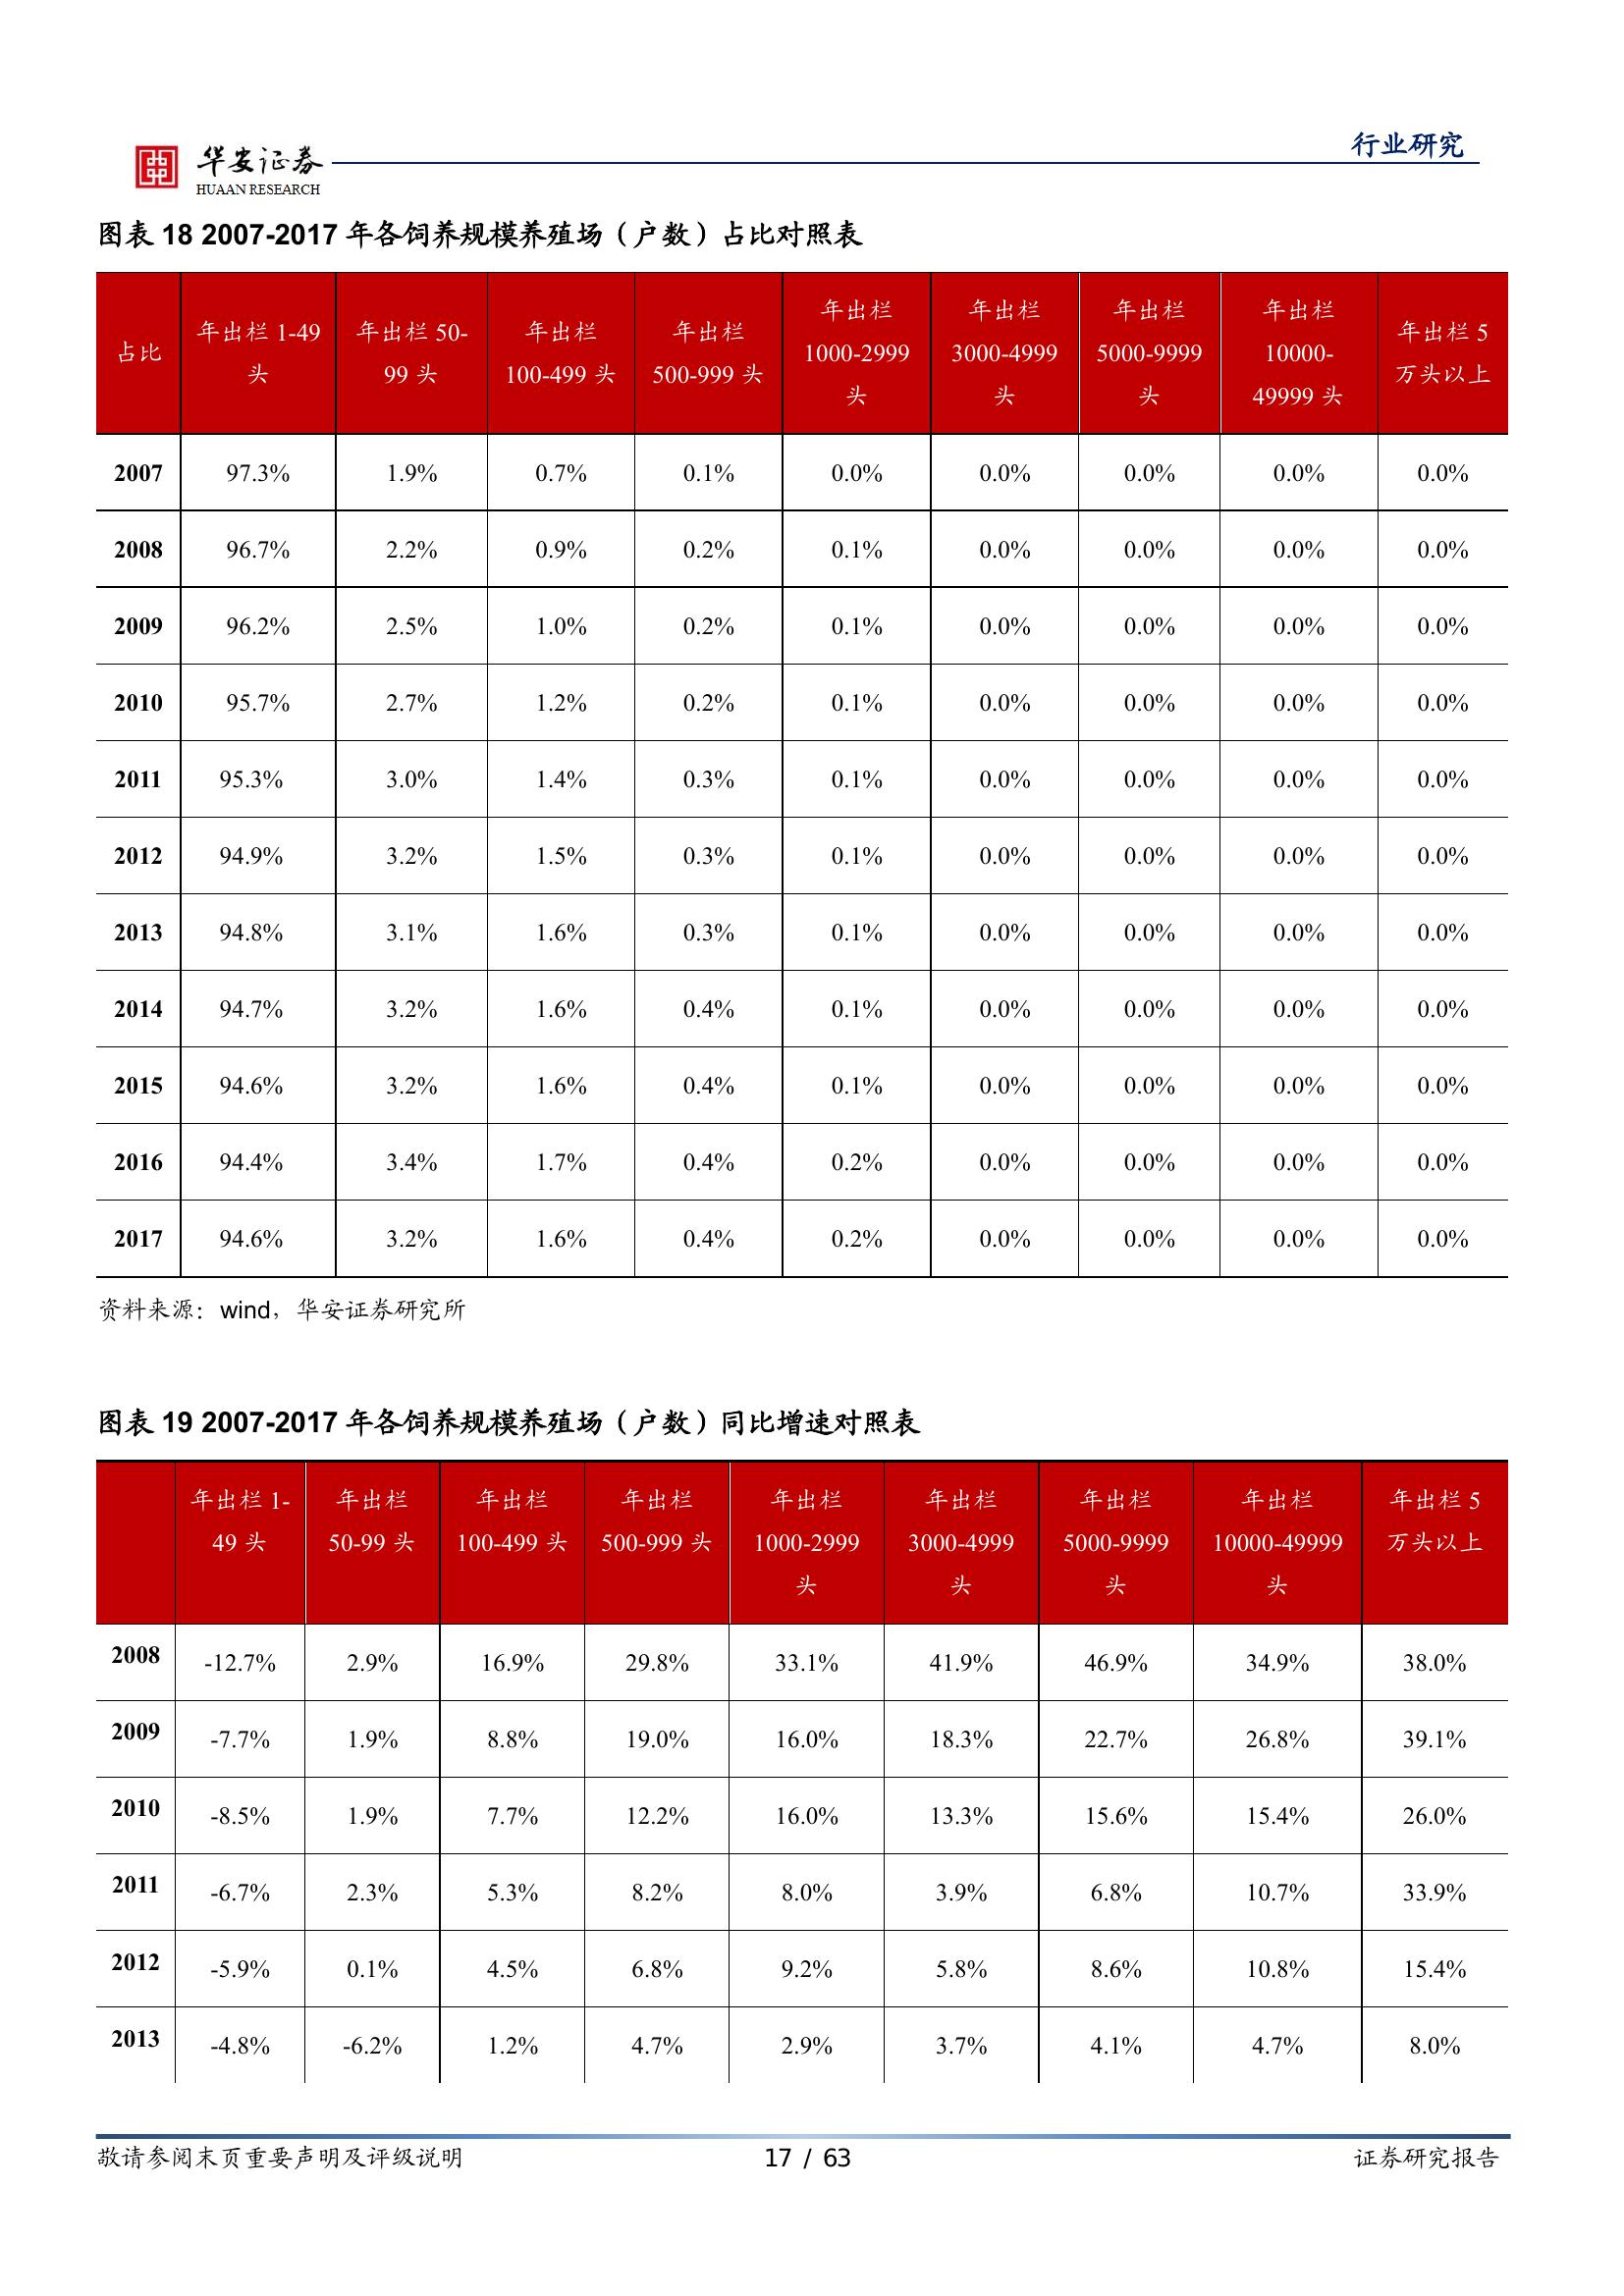 华安证券
HUAAN RESEARCH
行业研究
图表 18 2007-2017 年各饲养规模养殖场（户数）占比对照表
占比 年出栏 1-49 头 年出栏 50-99 头 年出栏 100-499 头 年出栏 500-999 头 年出栏 1000-2999 头 年出栏 3000-4999 头 年出栏 5000-9999 头 年出栏 10000-49999 头 年出栏 5 万头以上
2007 97.3% 1.9% 0.7% 0.1% 0.0% 0.0% 0.0% 0.0% 0.0%
2008 96.7% 2.2% 0.9% 0.2% 0.1% 0.0% 0.0% 0.0% 0.0%
2009 96.2% 2.5% 1.0% 0.2% 0.1% 0.0% 0.0% 0.0% 0.0%
2010 95.7% 2.7% 1.2% 0.2% 0.1% 0.0% 0.0% 0.0% 0.0%
2011 95.3% 3.0% 1.4% 0.3% 0.1% 0.0% 0.0% 0.0% 0.0%
2012 94.9% 3.2% 1.5% 0.3% 0.1% 0.0% 0.0% 0.0% 0.0%
2013 94.8% 3.1% 1.6% 0.3% 0.1% 0.0% 0.0% 0.0% 0.0%
2014 94.7% 3.2% 1.6% 0.4% 0.1% 0.0% 0.0% 0.0% 0.0%
2015 94.6% 3.2% 1.6% 0.4% 0.1% 0.0% 0.0% 0.0% 0.0%
2016 94.4% 3.4% 1.7% 0.4% 0.2% 0.0% 0.0% 0.0% 0.0%
2017 94.6% 3.2% 1.6% 0.4% 0.2% 0.0% 0.0% 0.0% 0.0%
资料来源：wind，华安证券研究所
图表 19 2007-2017 年各饲养规模养殖场（户数）同比增速对照表
年出栏 1-49 头 年出栏 50-99 头 年出栏 100-499 头 年出栏 500-999 头 年出栏 1000-2999 头 年出栏 3000-4999 头 年出栏 5000-9999 头 年出栏 10000-49999 头 年出栏 5 万头以上
2008 -12.7% 2.9% 16.9% 29.8% 33.1% 41.9% 46.9% 34.9% 38.0%
2009 -7.7% 1.9% 8.8% 19.0% 16.0% 18.3% 22.7% 26.8% 39.1%
2010 -8.5% 1.9% 7.7% 12.2% 16.0% 13.3% 15.6% 15.4% 26.0%
2011 -6.7% 2.3% 5.3% 8.2% 8.0% 3.9% 6.8% 10.7% 33.9%
2012 -5.9% 0.1% 4.5% 6.8% 9.2% 5.8% 8.6% 10.8% 15.4%
2013 -4.8% -6.2% 1.2% 4.7% 2.9% 3.7% 4.1% 4.7% 8.0%
敬请参阅末页重要声明及评级说明 17 / 63 证券研究报告